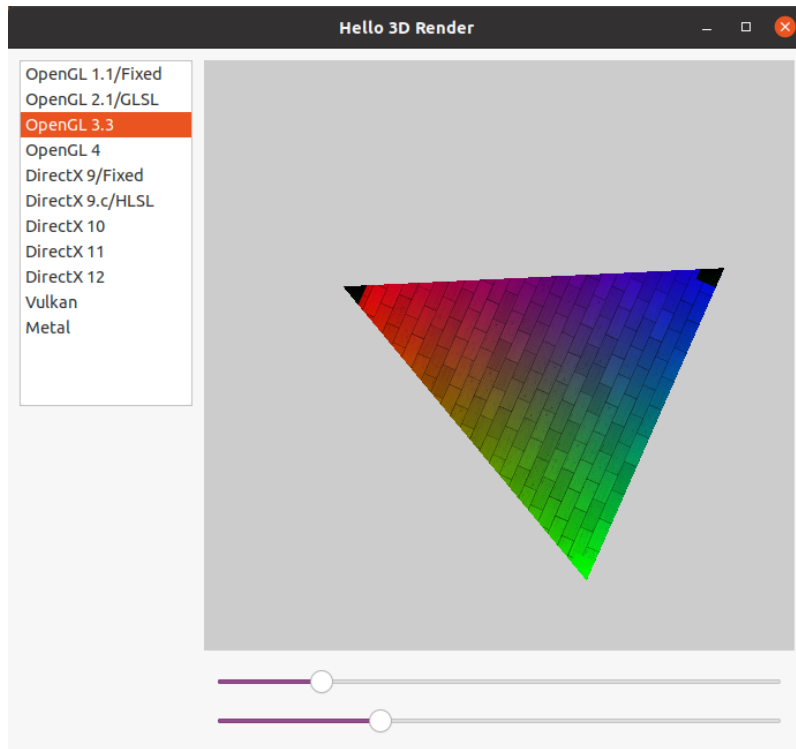 Hello 3D Render
OpenGL 1.1/Fixed
OpenGL 2.1/GLSL
OpenGL 3.3
OpenGL 4
DirectX 9/Fixed
DirectX 9.c/HLSL
DirectX 10
DirectX 11
DirectX 12
Vulkan
Metal